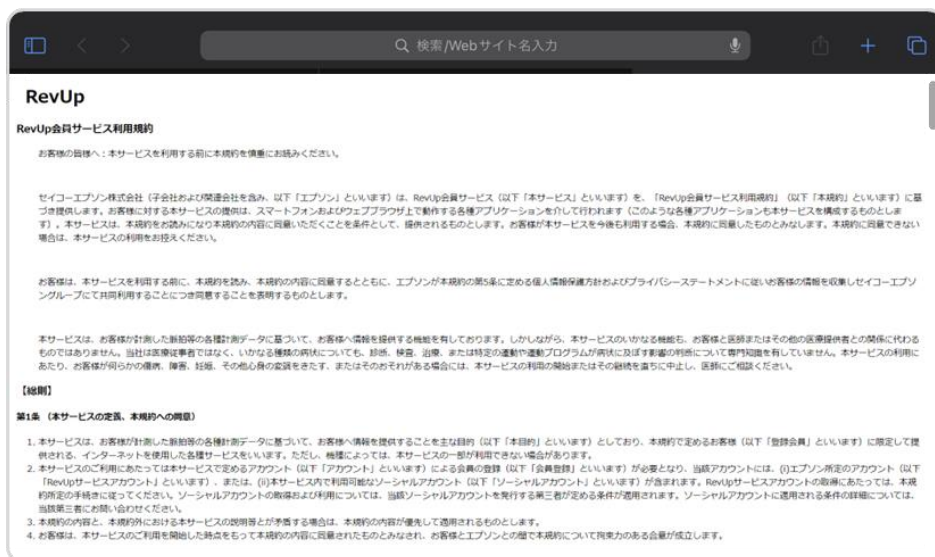 検索/Webサイト名入力
RevUp
RevUp会員サービス利用規約
お客様の皆様へ：本サービスを利用する前に本規約を慎重にお読みください。
セイコーエプソン株式会社（子会社および関連会社を含み、以下「エプソン」といいます）は、RevUp会員サービス（以下「本サービス」といいます）を、「RevUp会員サービス利用規約」（以下「本規約」といいます）に基
づき提供します。お客様に対する本サービスの提供は、スマートフォンおよびウェブブラウザ上で動作する各種アプリケーションを介して行われます（このような各種アプリケーションも本サービスを構成するものとしま
す）。本サービスは、本規約をお読みになり本規約の内容に同意いただくことを条件として、提供されるものとします。お客様が本サービスを今後も利用する場合、本規約に同意したものとみなします。本規約に同意できない
場合は、本サービスの利用をお控えください。
お客様は、本サービスを利用する前に、本規約を読み、本規約の内容に同意するとともに、エプソンが本規約の第5条に定める個人情報保護方針およびプライバシーステートメントに従いお客様の情報を収集しセイコーエプソ
ングループにて共同利用することにつき同意することを表明するものとします。
本サービスは、お客様が計測した脈拍等の各種計測データに基づいて、お客様へ情報を提供する機能を有しております。しかしながら、本サービスのいかなる機能も、お客様と医師またはその他の医療提供者との関係に代わる
ものではありません。当社は医療従事者ではなく、いかなる種類の病状についても、診断、検査、治療、または特定の運動や運動プログラムが病状に及ぼす影響の判断について専門知識を有していません。本サービスの利用に
あたり、お客様が何らかの傷病、障害、妊娠、その他心身の変調をきたす、またはそのおそれがある場合には、本サービスの利用の開始またはその継続を直ちに中止し、医師にご相談ください。
【総則】
第1条 （本サービスの定義、本規約への同意）
1. 本サービスは、お客様が計測した脈拍等の各種計測データに基づいて、お客様へ情報を提供することを主な目的（以下「本目的」といいます）としており、本規約で定めるお客様（以下「登録会員」といいます）に限定して提
供される、インターネットを使用した各種サービスをいいます。ただし、機種によっては、本サービスの一部が利用できない場合があります。
2. 本サービスのご利用にあたっては本サービスで定めるアカウント（以下「アカウント」といいます）による会員の登録（以下「会員登録」といいます）が必要となり、当該アカウントには、(i)エプソン所定のアカウント（以下
「RevUpサービスアカウント」といいます）、または、(ii)本サービス内で利用可能なソーシャルアカウント（以下「ソーシャルアカウント」といいます）が含まれます。RevUpサービスアカウントの取得にあたっては、本規
約所定の手続きに従ってください。ソーシャルアカウントの取得および利用については、当該ソーシャルアカウントを発行する第三者が定める条件が適用されます。ソーシャルアカウントに適用される条件の詳細については、
当該第三者にお問い合わせください。
3. 本規約の内容と、本規約外における本サービスの説明等とが矛盾する場合は、本規約の内容が優先して適用されるものとします。
4. お客様は、本サービスのご利用を開始した時点をもって本規約の内容に同意されたものとみなされ、お客様とエプソンとの間で本規約について拘束力のある合意が成立します。